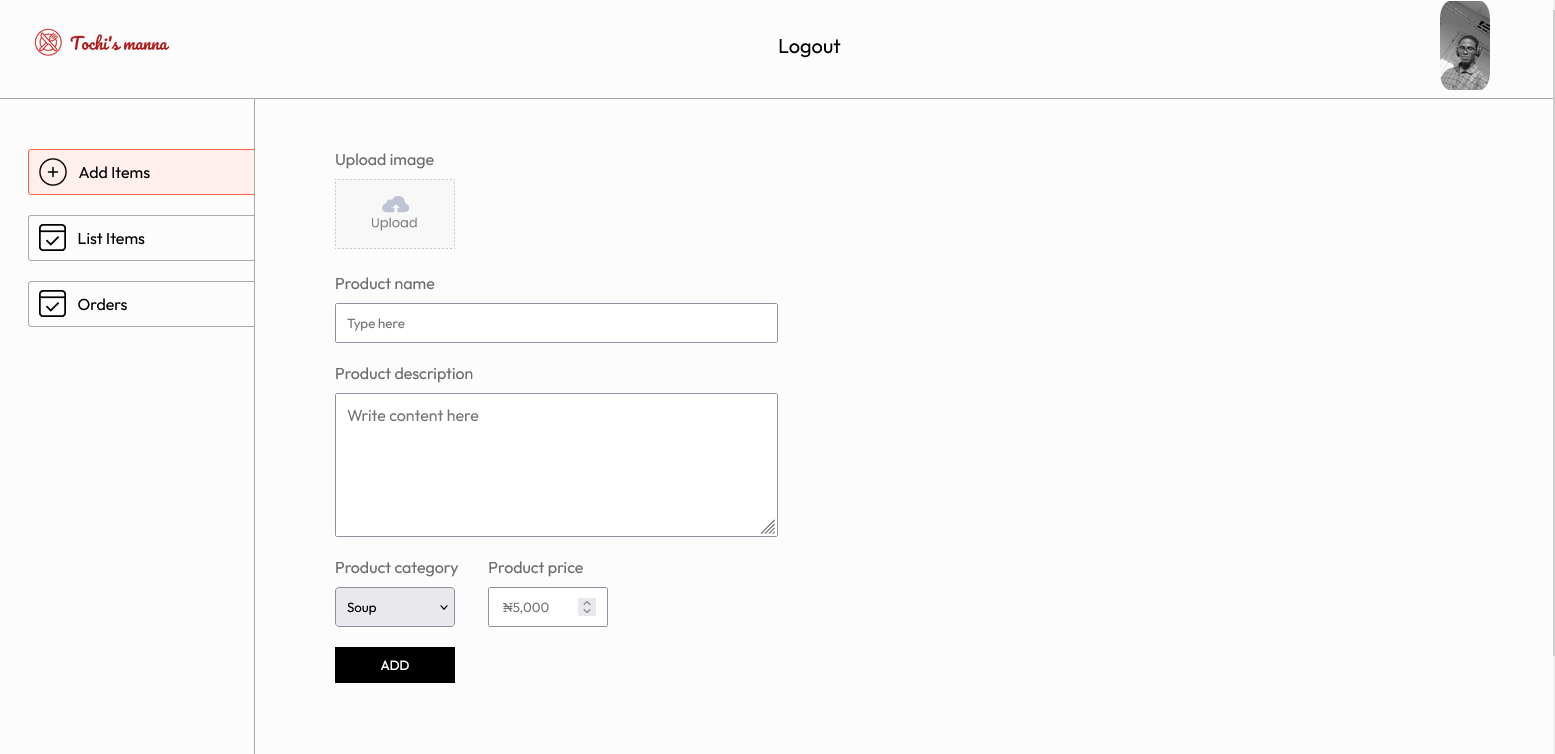 Tochi's manna
Logout
Add Items
List Items
Orders
Upload image
Upload
Product name
Type here
Product description
Write content here
Product category
Product price
Soup
₦5,000
ADD